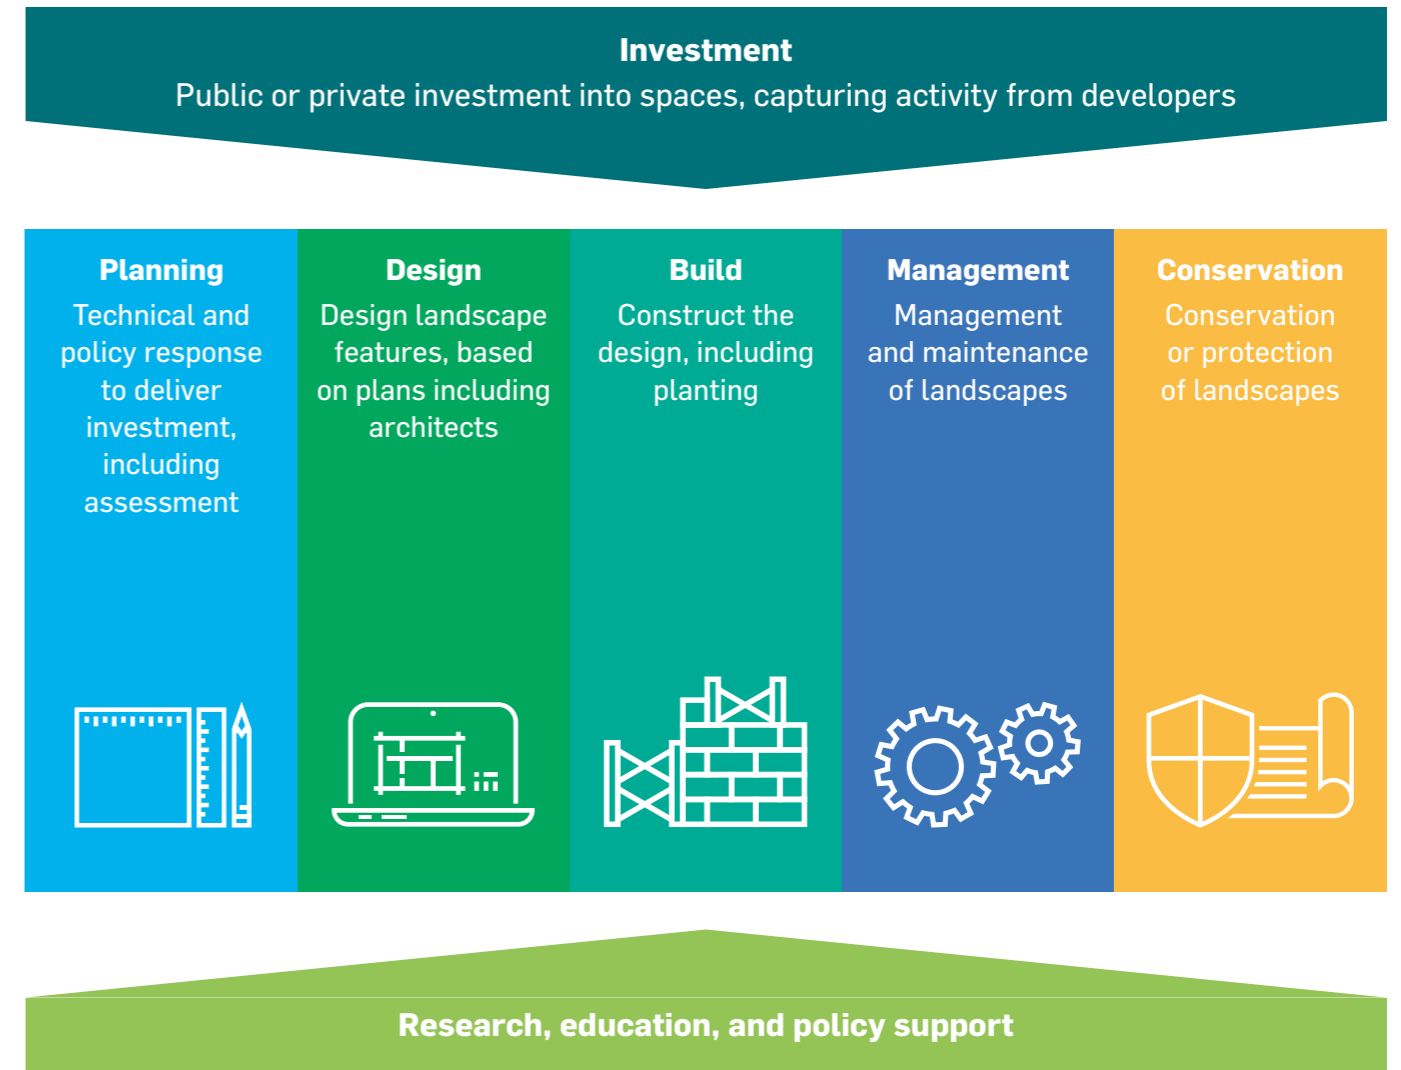 Investment
Public or private investment into spaces, capturing activity from developers
Planning
Technical and
policy response
to deliver
investment,
including
assessment
Design
Design landscape
features, based
on plans including
architects
Build
Construct the
design, including
planting
Management
Management
and maintenance
of landscapes
Conservation
Conservation
or protection
of landscapes
Research, education, and policy support